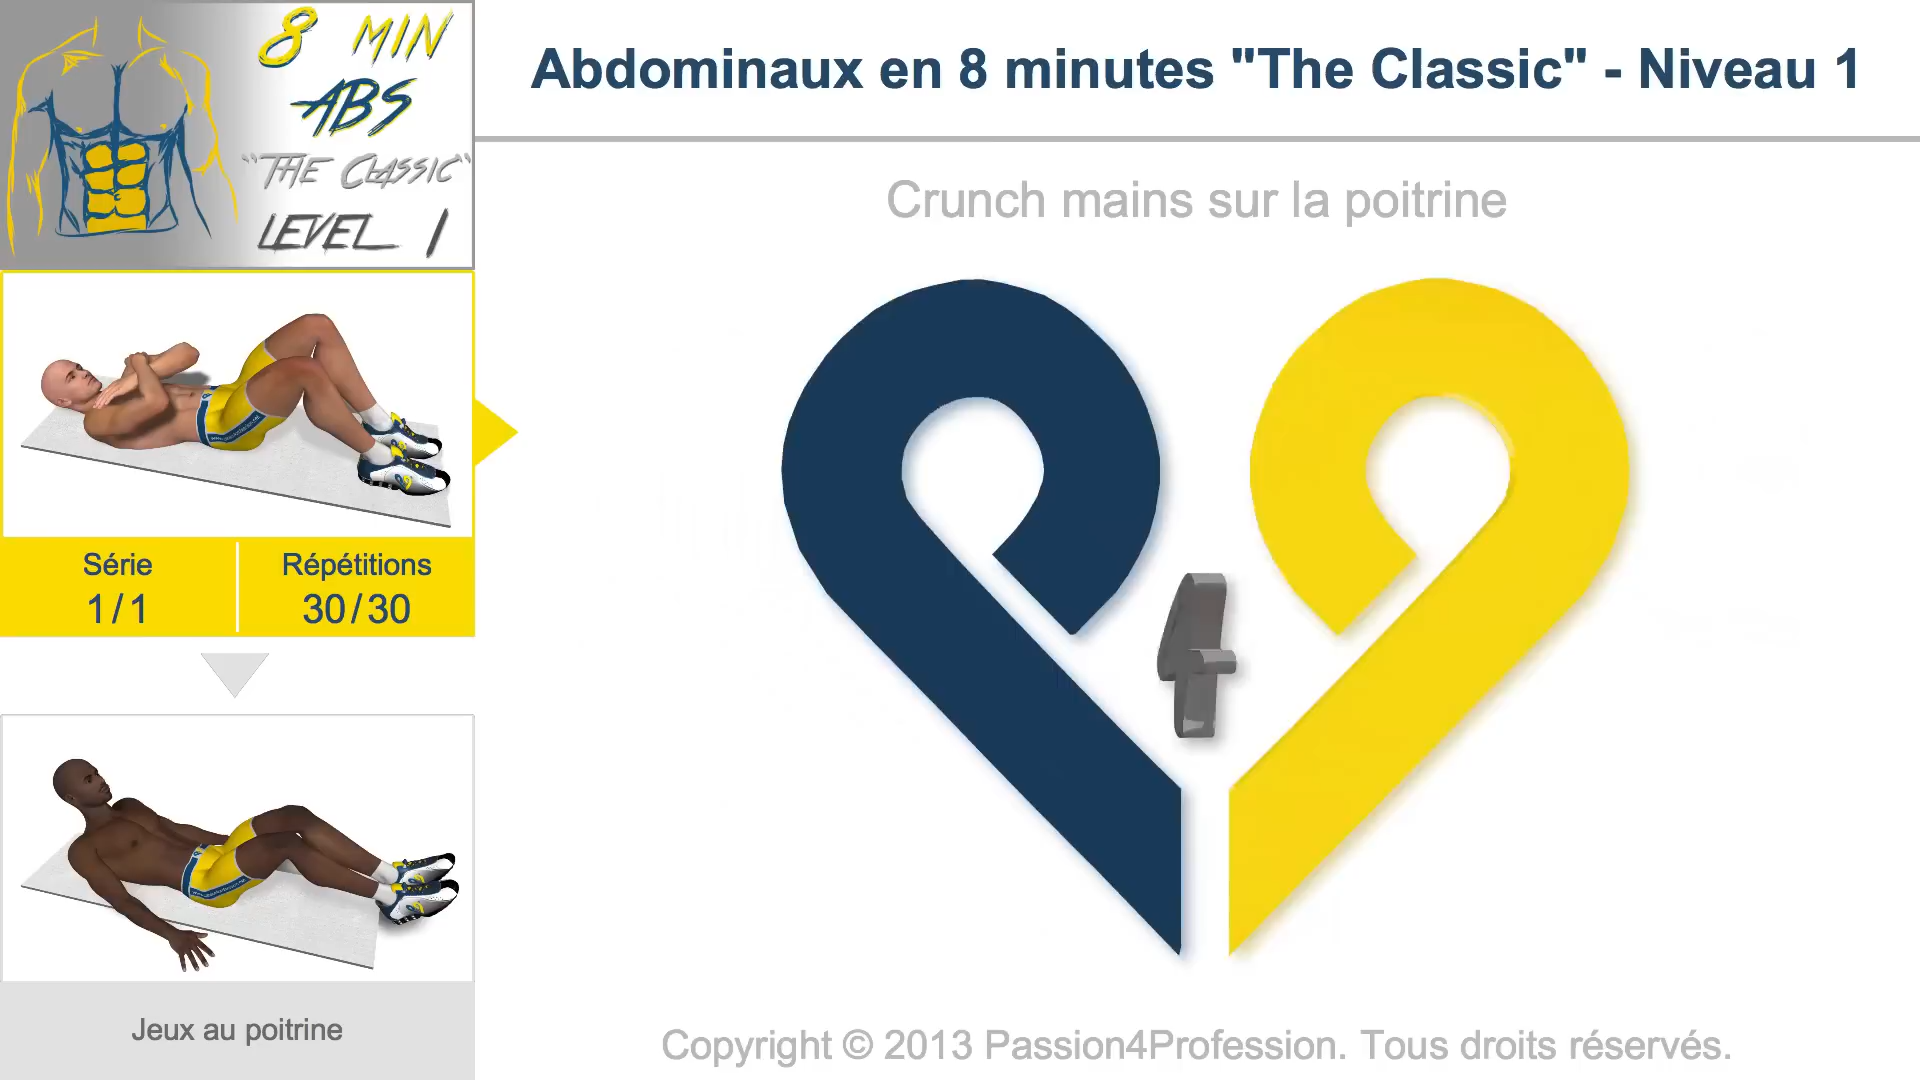 8 MIN
ABS
"THE CLASSIC"
LEVEL 1
Abdominaux en 8 minutes "The Classic" - Niveau 1
Crunch mains sur la poitrine
Série
1/1
Répétitions
30/30
4
Jeux au poitrine
Copyright © 2013 Passion4Profession. Tous droits réservés.